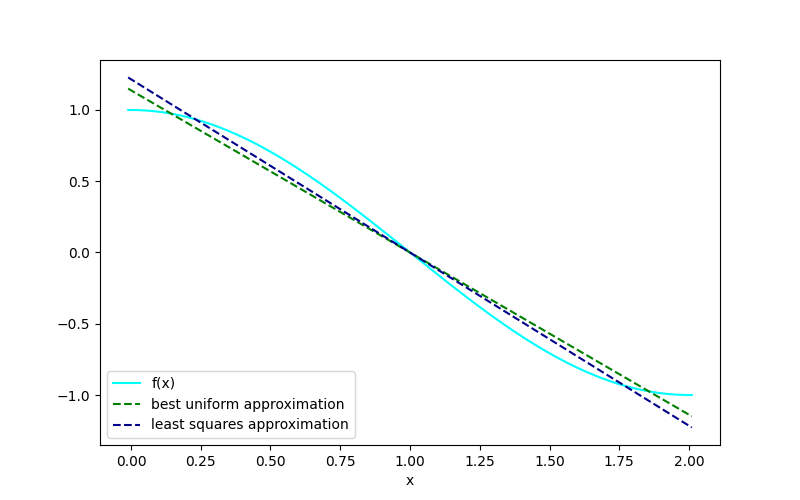 1.0
0.5
0.0
−0.5
−1.0
f(x)
best uniform approximation
least squares approximation
0.00 0.25 0.50 0.75 1.00 1.25 1.50 1.75 2.00
x